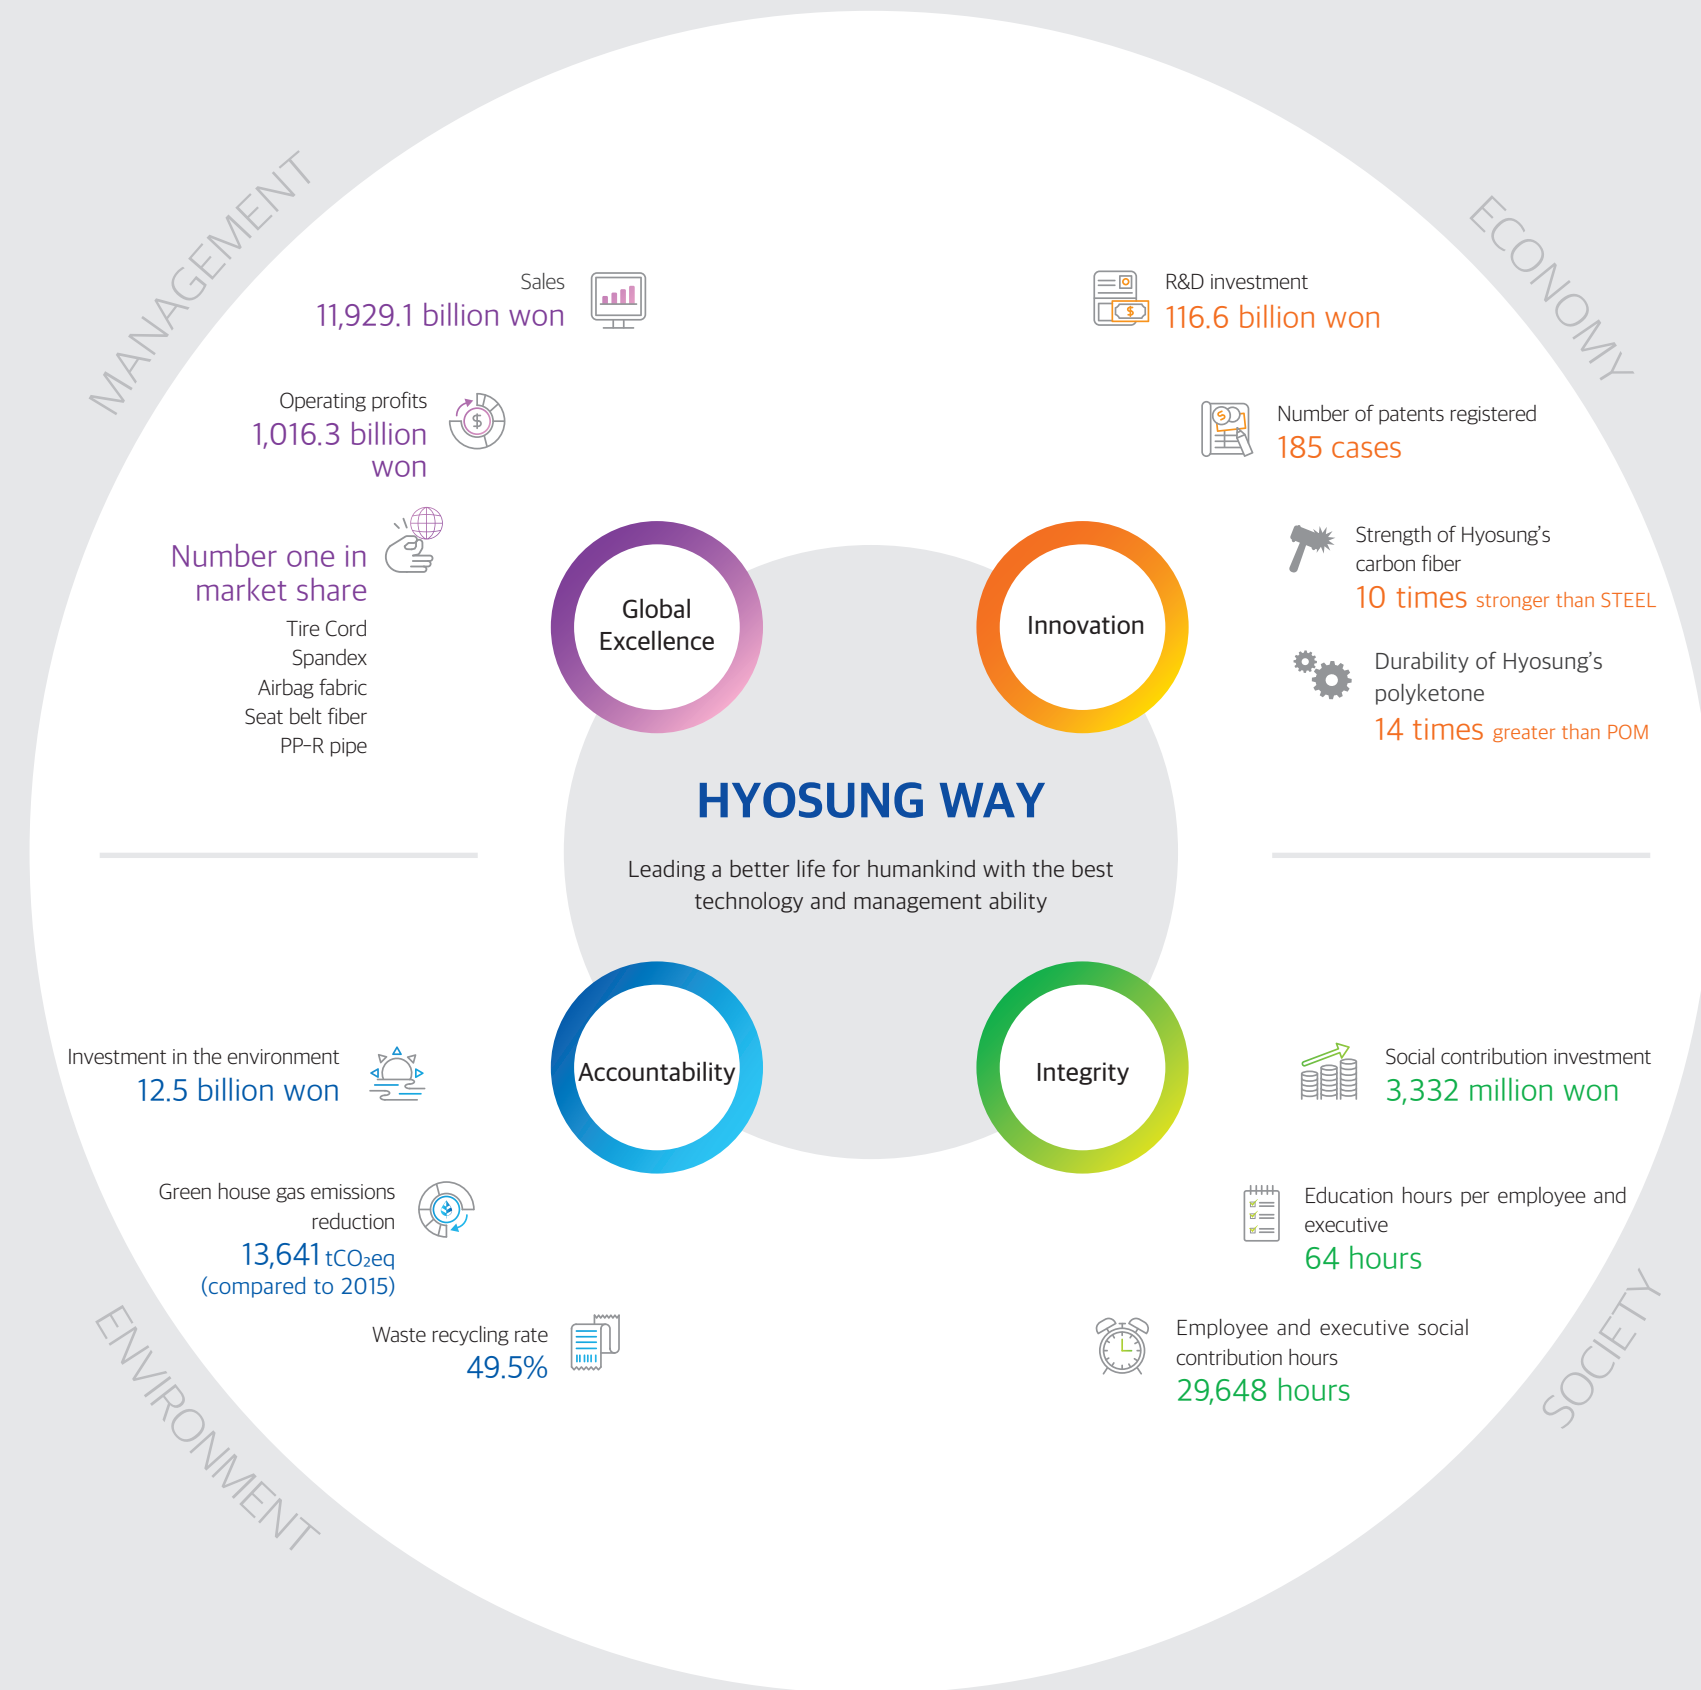 MANAGEMENT
Sales
11,929.1 billion won
Operating profits
1,016.3 billion
won
Number one in
market share
Tire Cord
Spandex
Airbag fabric
Seat belt fiber
PP-R pipe
Global
Excellence
ECONOMY
R&D investment
116.6 billion won
Number of patents registered
185 cases
Strength of Hyosung's
carbon fiber
10 times stronger than STEEL
Durability of Hyosung's
polyketone
14 times greater than POM
Innovation
HYOSUNG WAY
Leading a better life for humankind with the best
technology and management ability
Accountability
Investment in the environment
12.5 billion won
Green house gas emissions
reduction
13,641 tCO₂eq
(compared to 2015)
Waste recycling rate
49.5%
ENVIRONMENT
Integrity
Social contribution investment
3,332 million won
Education hours per employee and
executive
64 hours
Employee and executive social
contribution hours
29,648 hours
SOCIETY